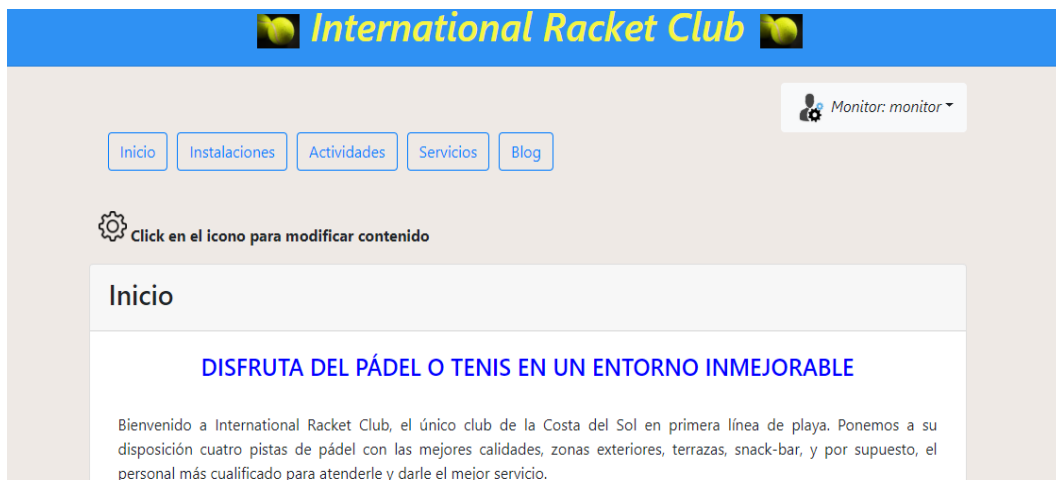 International Racket Club
Monitor: monitor
Inicio Instalaciones Actividades Servicios Blog
Click en el icono para modificar contenido
Inicio
DISFRUTA DEL PÁDEL O TENIS EN UN ENTORNO INMEJORABLE
Bienvenido a International Racket Club, el único club de la Costa del Sol en primera línea de playa. Ponemos a su
disposición cuatro pistas de pádel con las mejores calidades, zonas exteriores, terrazas, snack-bar, y por supuesto, el
personal más cualificado para atenderle y darle el mejor servicio.